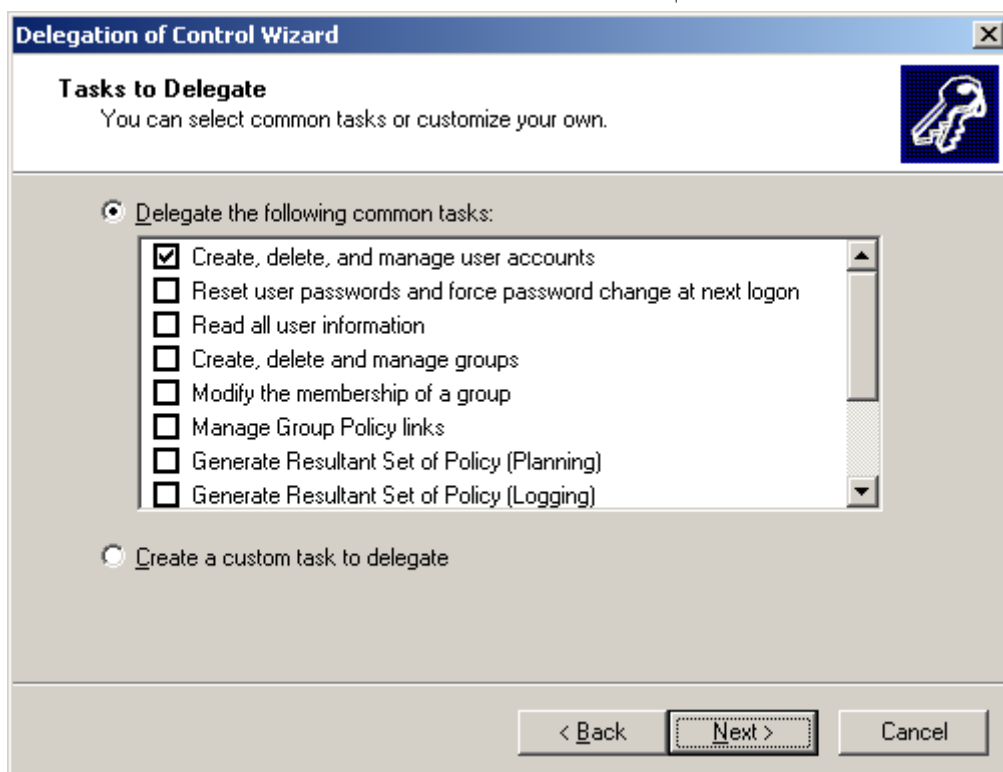 Delegation of Control Wizard
Tasks to Delegate
You can select common tasks or customize your own.
Delegate the following common tasks:
Create, delete, and manage user accounts
Reset user passwords and force password change at next logon
Read all user information
Create, delete and manage groups
Modify the membership of a group
Manage Group Policy links
Generate Resultant Set of Policy (Planning)
Generate Resultant Set of Policy (Logging)
Create a custom task to delegate
< Back Next > Cancel